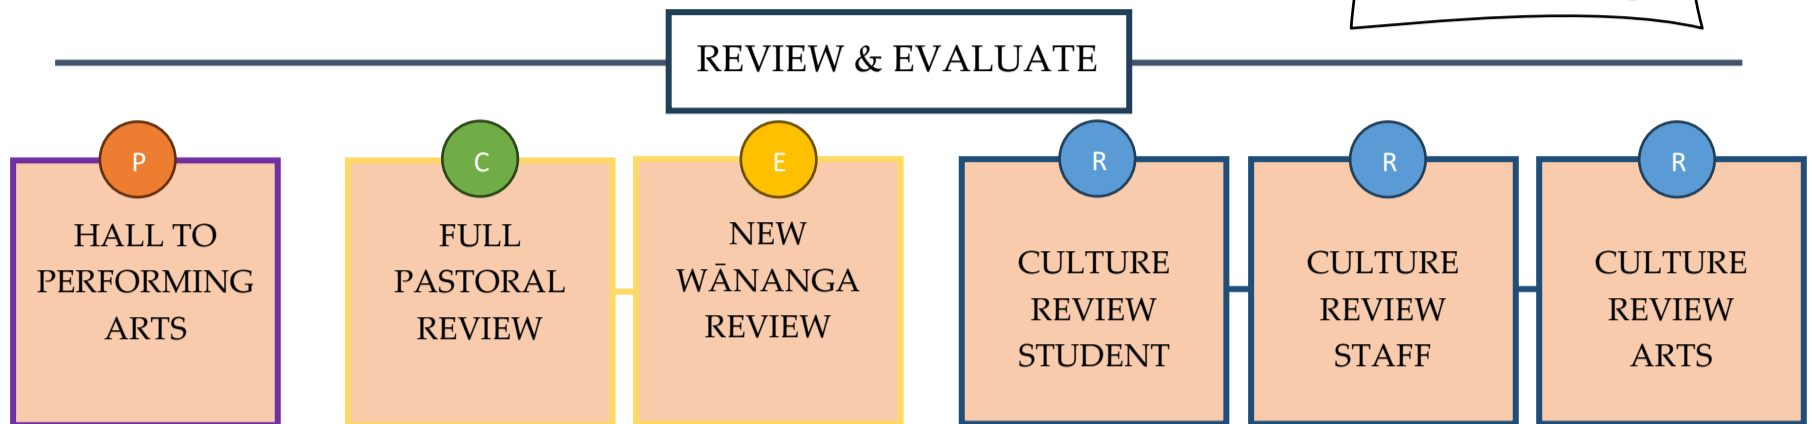 REVIEW & EVALUATE
P
HALL TO
PERFORMING
ARTS
C
FULL
PASTORAL
REVIEW
E
NEW
WĀNANGA
REVIEW
R
CULTURE
REVIEW
STUDENT
R
CULTURE
REVIEW
STAFF
R
CULTURE
REVIEW
ARTS